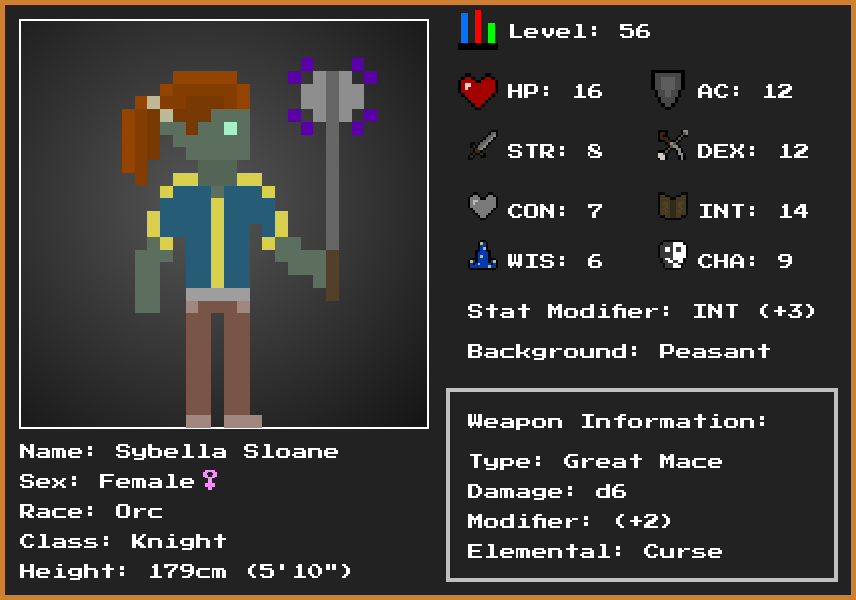 Level: 56
HP: 16
AC: 12
STR: 8
DEX: 12
CON: 7
INT: 14
WIS: 6
CHA: 9
Stat Modifier: INT (+3)
Background: Peasant
Weapon Information:
Type: Great Mace
Damage: d6
Modifier: (+2)
Elemental: Curse
Name: Sybella Sloane
Sex: Female♀
Race: Orc
Class: Knight
Height: 179cm (5'10")